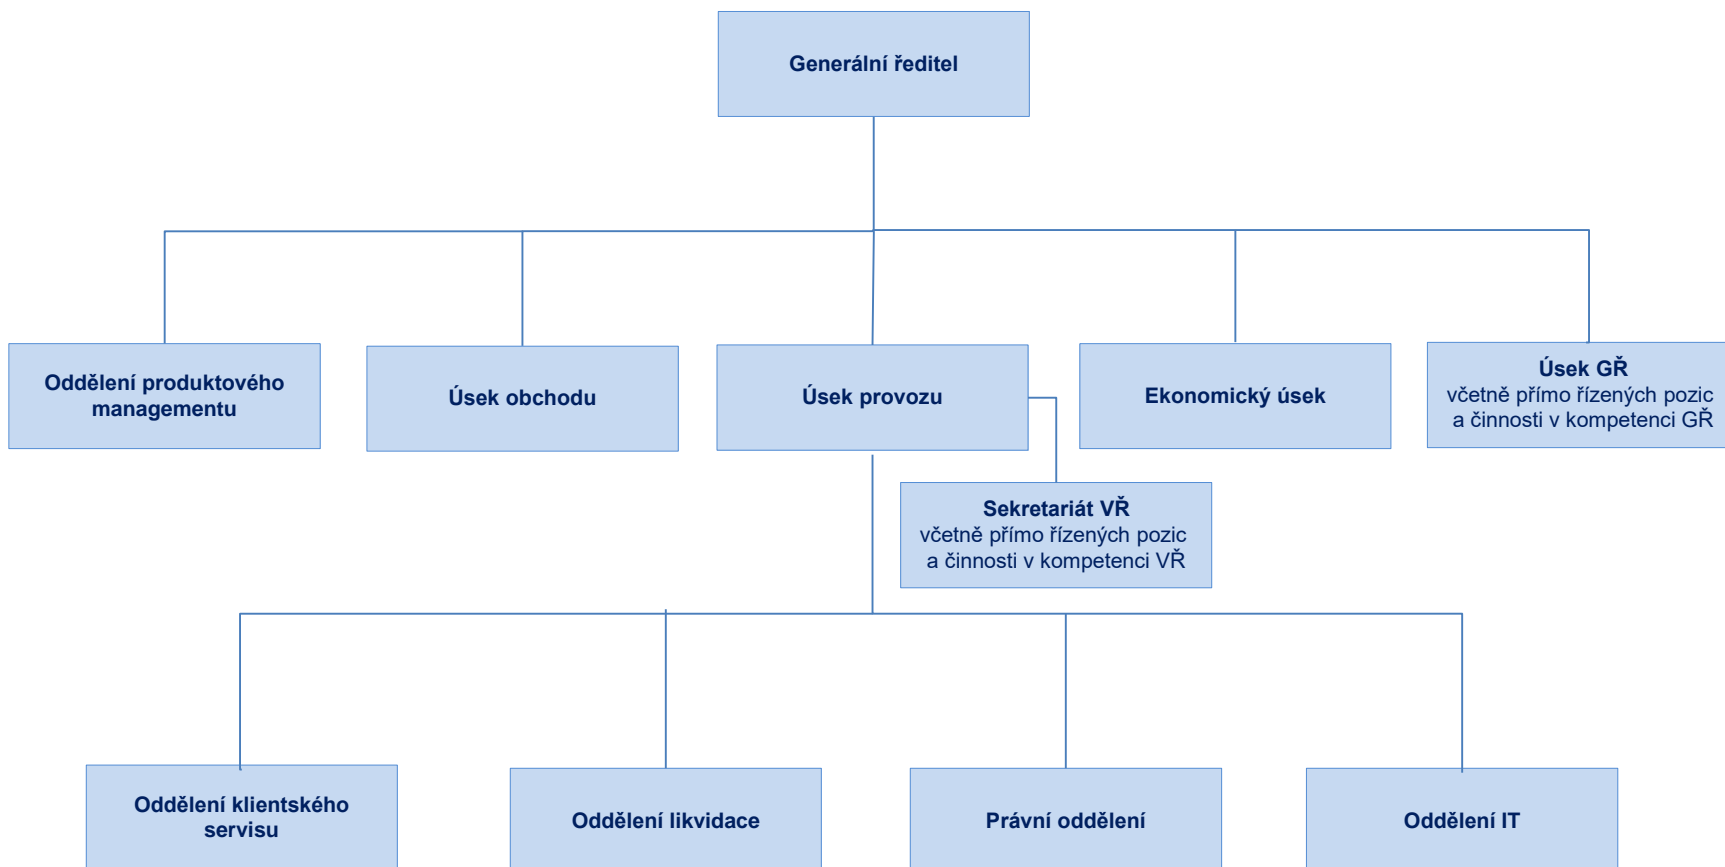 Generální ředitel
Oddělení produktového
managementu
Úsek obchodu
Úsek provozu
Ekonomický úsek
Úsek GŘ
včetně přímo řízených pozic
a činnosti v kompetenci GŘ
Sekretariát VŘ
včetně přímo řízených pozic
a činnosti v kompetenci VŘ
Oddělení klientského
servisu
Oddělení likvidace
Právní oddělení
Oddělení IT